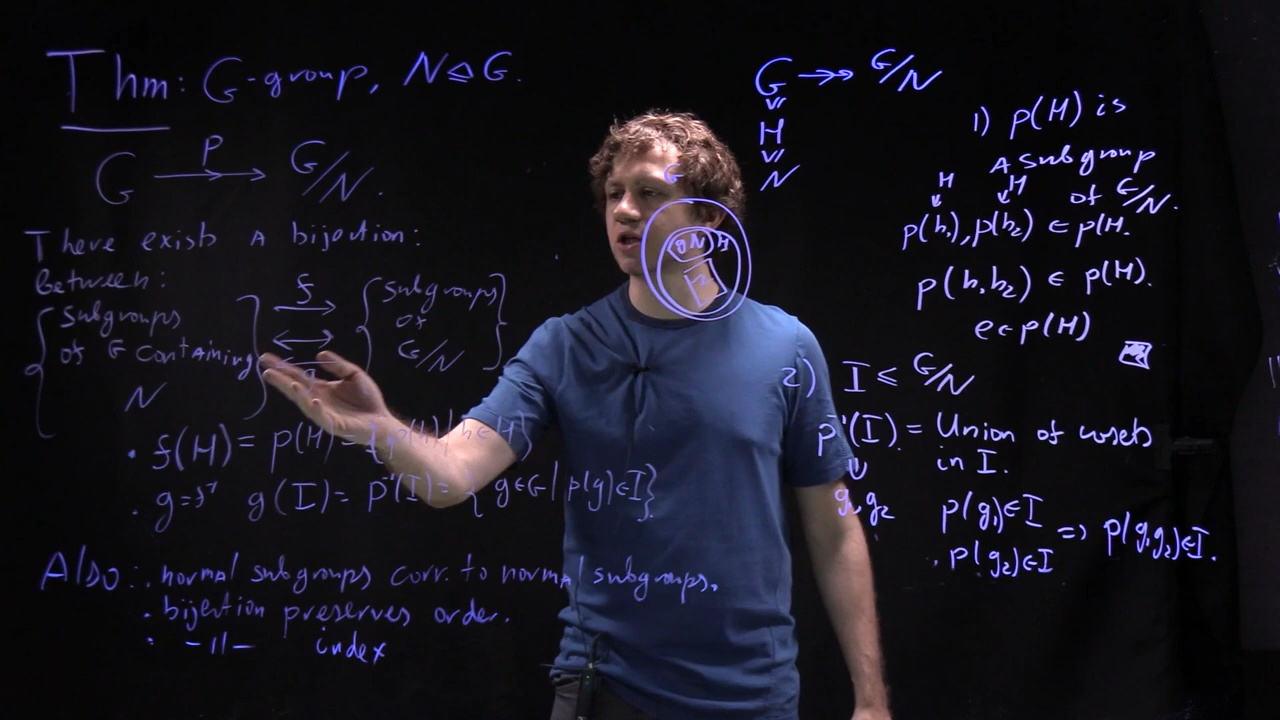 Thm: G-group, N ⊴ G.
G —p→ G/N.
There exist a bijection:
Between:
{ Subgroups of G containing N } f → ↔ ← { subgroups of G/N }
• f(H) = p(H) = { p(h) | h ∈ H }
• g = f⁻¹ g(I) = p⁻¹(I) = { g ∈ G | p(g) ∈ I }
Also: • normal subgroups corr. to normal subgroups.
• bijection preserves order.
• -11- index
G ↠ G/N
H
N
G
gN H
N
1) p(H) is
a subgroup
of G/N.
H H
p(h₁), p(h₂) ∈ p(H.
p(h₁h₂) ∈ p(H).
e ∈ p(H)
2) I ≤ G/N
p⁻¹(I) = Union of cosets
in I.
g₁, g₂ p(g₁) ∈ I
p(g₂) ∈ I ⇒ p(g₁g₂) ∈ I.